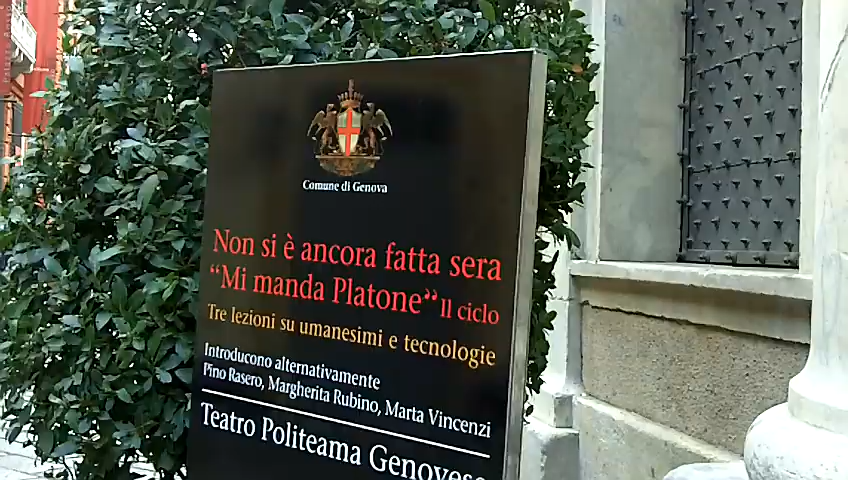 Comune di Genova
Non si è ancora fatta sera
“Mi manda Platone” Il ciclo
Tre lezioni su umanesimi e tecnologie
Introducono alternativamente
Pino Rasero, Margherita Rubino, Marta Vincenzi
Teatro Politeama Genovese